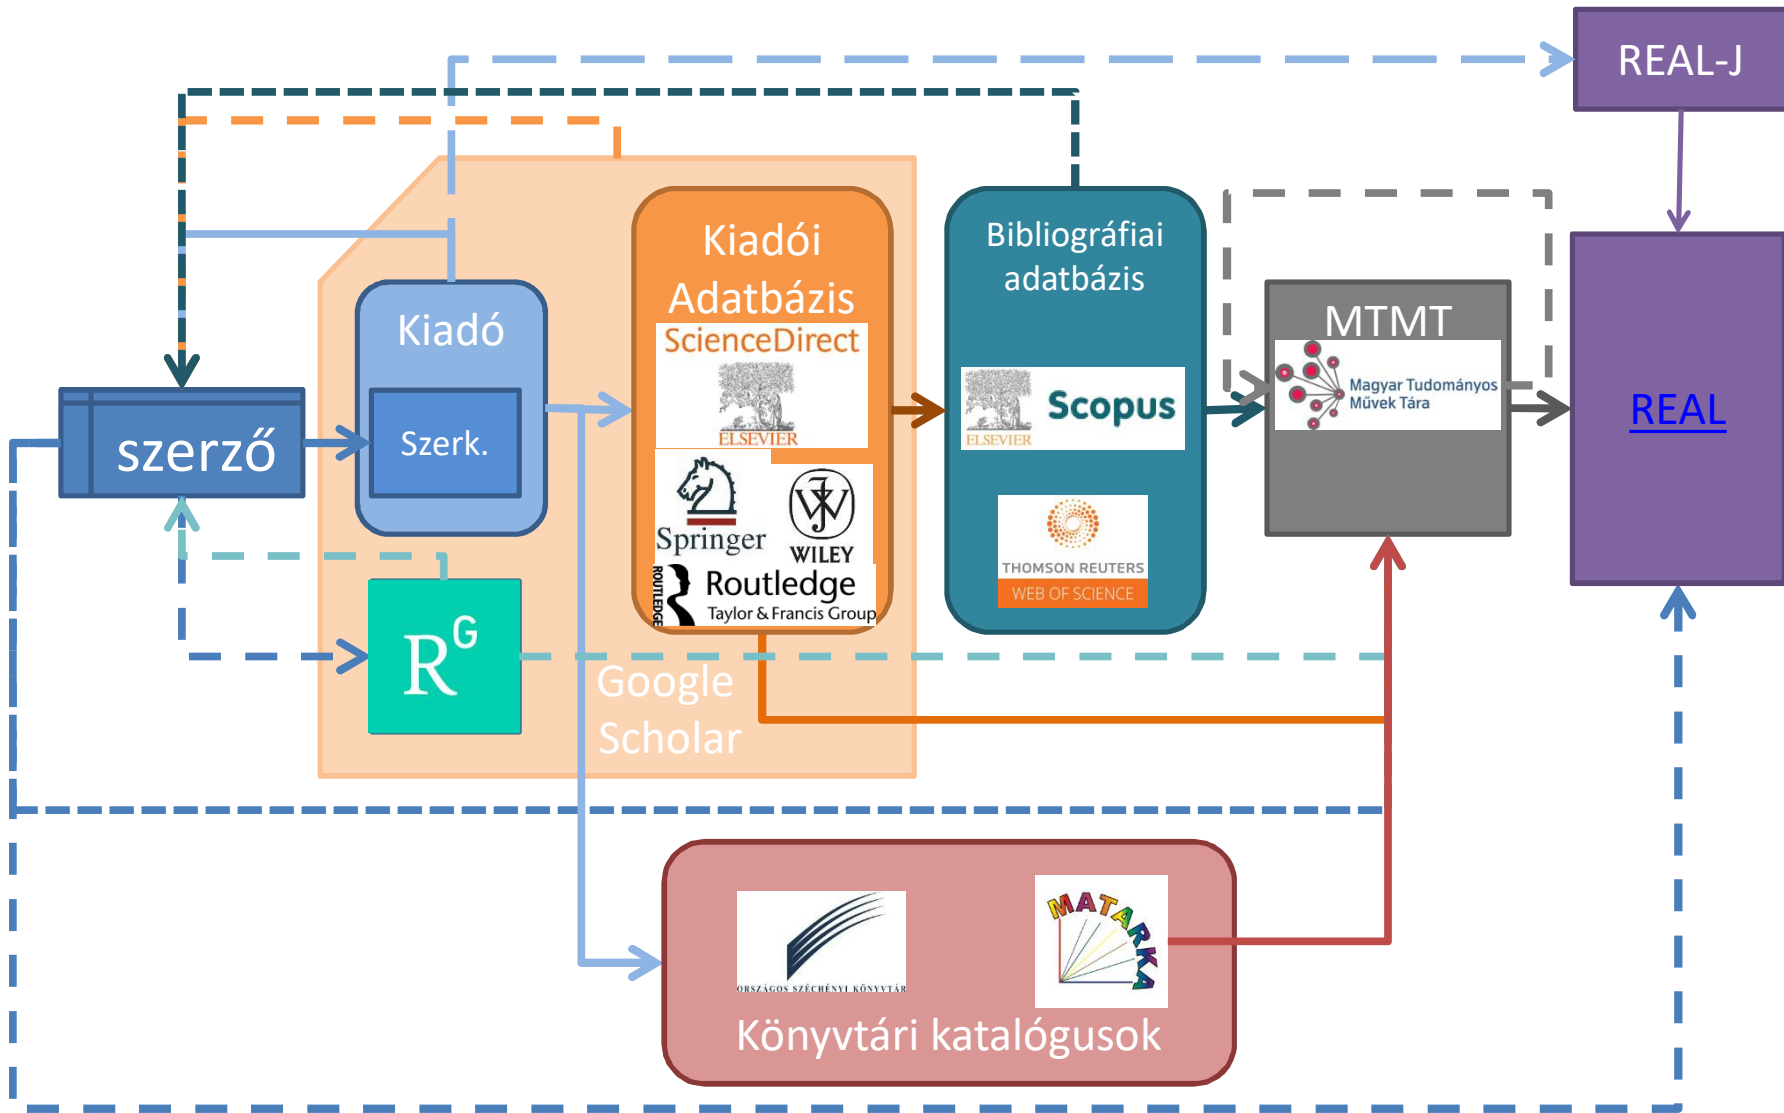 REAL-J
Kiadói
Adatbázis
ScienceDirect
ELSEVIER
Springer
WILEY
ROUTLEDGE
Routledge
Taylor & Francis Group
Bibliográfiai
adatbázis
ELSEVIER
Scopus
THOMSON REUTERS
WEB OF SCIENCE
MTMT
Magyar Tudományos
Művek Tára
REAL
Kiadó
Szerk.
szerző
RG
Google
Scholar
ORSZÁGOS SZÉCHÉNYI KÖNYVTÁR
MATARKA
Könyvtári katalógusok